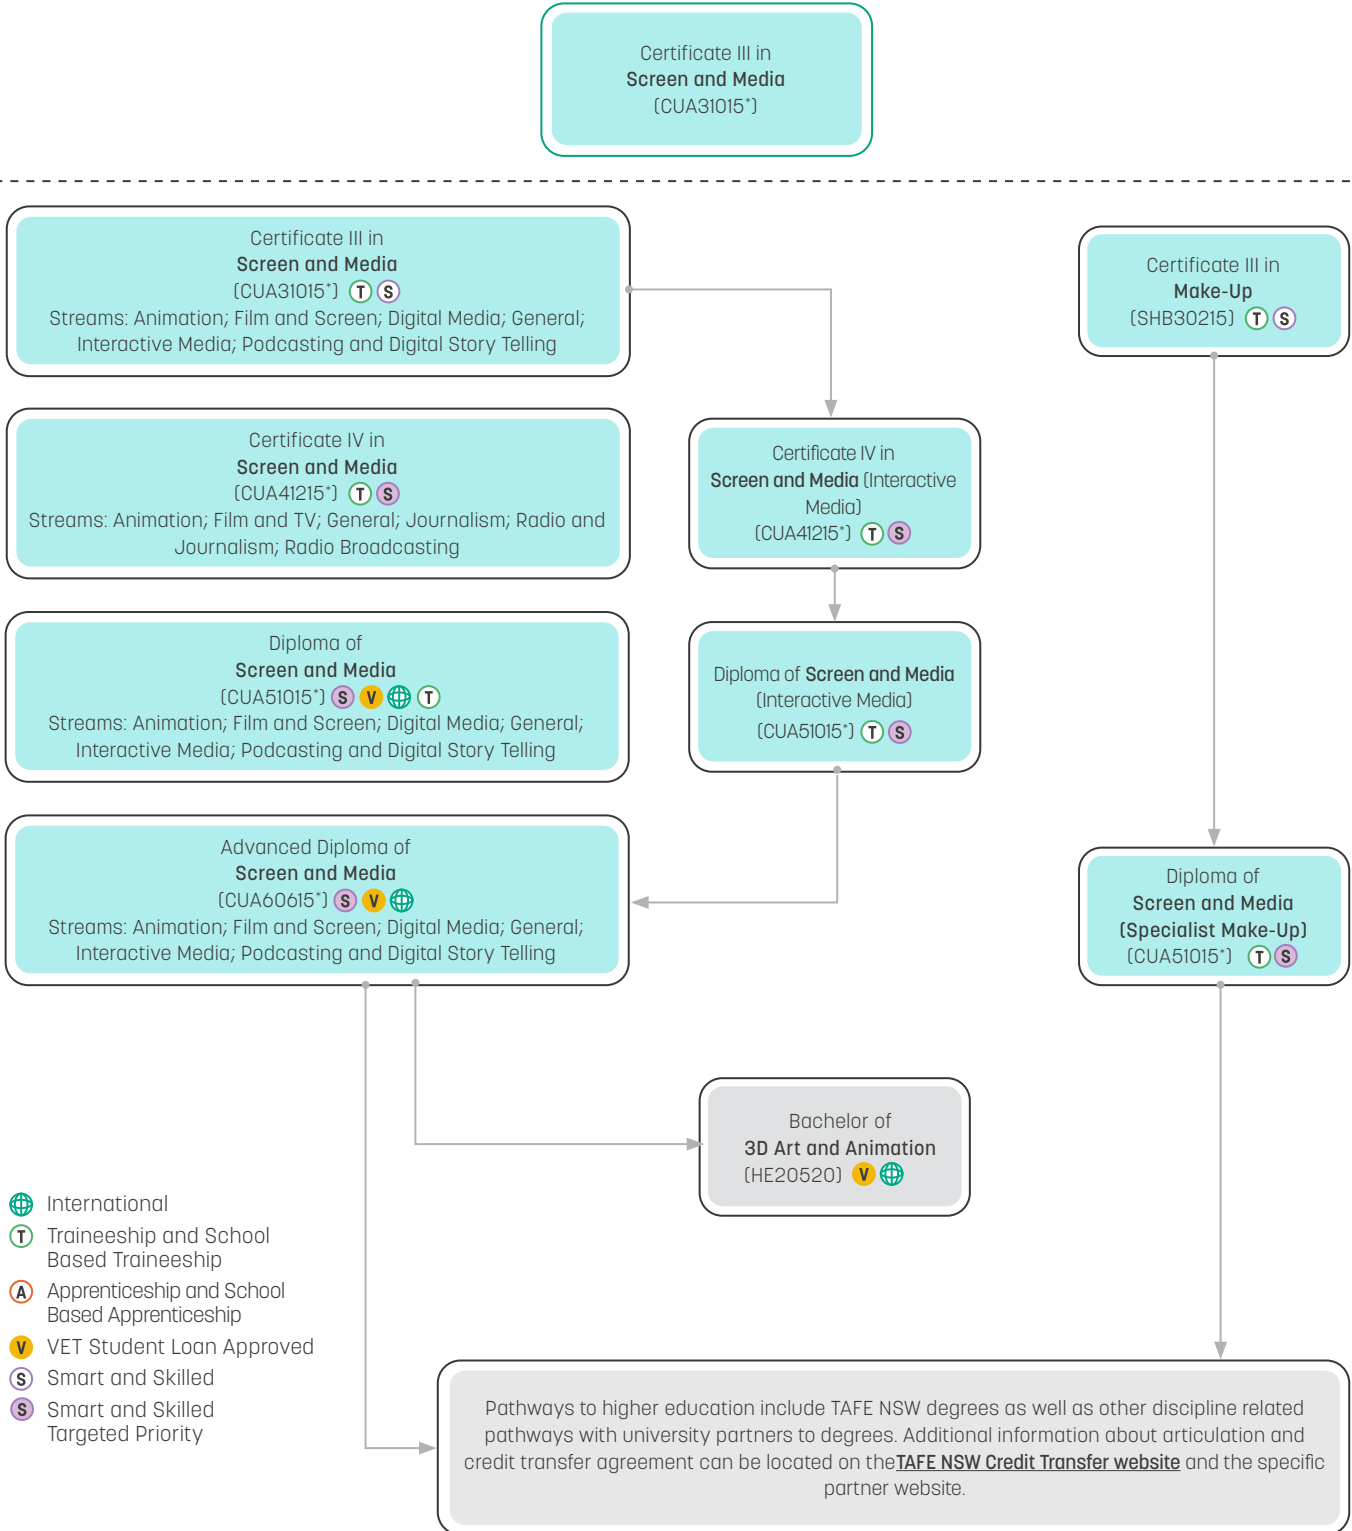 Certificate III in
Screen and Media
(CUA31015*)
Certificate III in
Screen and Media
(CUA31015*) T S
Streams: Animation; Film and Screen; Digital Media; General;
Interactive Media; Podcasting and Digital Story Telling
Certificate III in
Make-Up
(SHB30215) T S
Certificate IV in
Screen and Media
(CUA41215*) T S
Streams: Animation; Film and TV; General; Journalism; Radio and
Journalism; Radio Broadcasting
Certificate IV in
Screen and Media (Interactive
Media)
(CUA41215*) T S
Diploma of
Screen and Media
(CUA51015*) S V T
Streams: Animation; Film and Screen; Digital Media; General;
Interactive Media; Podcasting and Digital Story Telling
Diploma of Screen and Media
(Interactive Media)
(CUA51015*) T S
Advanced Diploma of
Screen and Media
(CUA60615*) S V
Streams: Animation; Film and Screen; Digital Media; General;
Interactive Media; Podcasting and Digital Story Telling
Diploma of
Screen and Media
(Specialist Make-Up)
(CUA51015*) T S
Bachelor of
3D Art and Animation
(HE20520) V
International
T Traineeship and School
Based Traineeship
A Apprenticeship and School
Based Apprenticeship
V VET Student Loan Approved
S Smart and Skilled
S Smart and Skilled
Targeted Priority
Pathways to higher education include TAFE NSW degrees as well as other discipline related
pathways with university partners to degrees. Additional information about articulation and
credit transfer agreement can be located on theTAFE NSW Credit Transfer website and the specific
partner website.